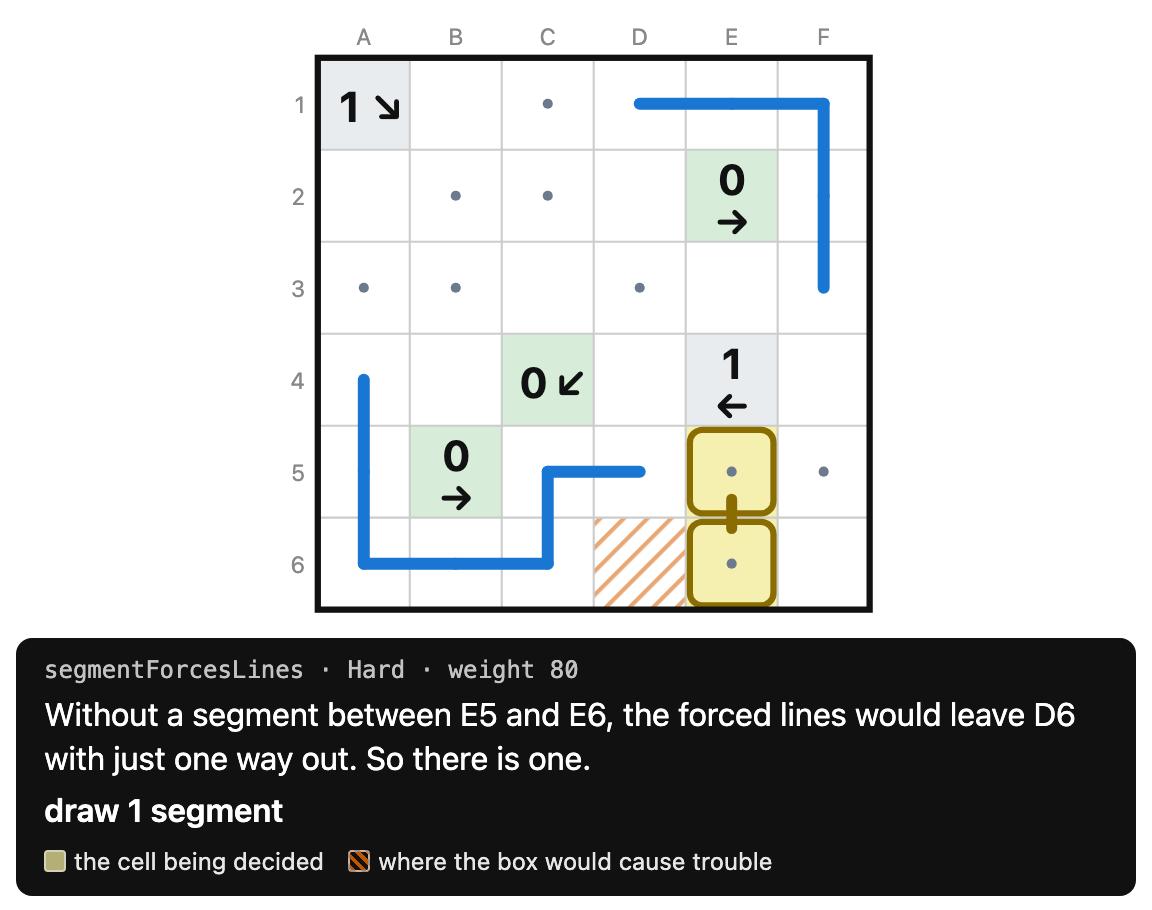 A B C D E F
1 1 ↘
2 0 →
3
4 0 ↙ 1 ←
5 0 →
6
segmentForcesLines · Hard · weight 80
Without a segment between E5 and E6, the forced lines would leave D6
with just one way out. So there is one.
draw 1 segment
the cell being decided where the box would cause trouble